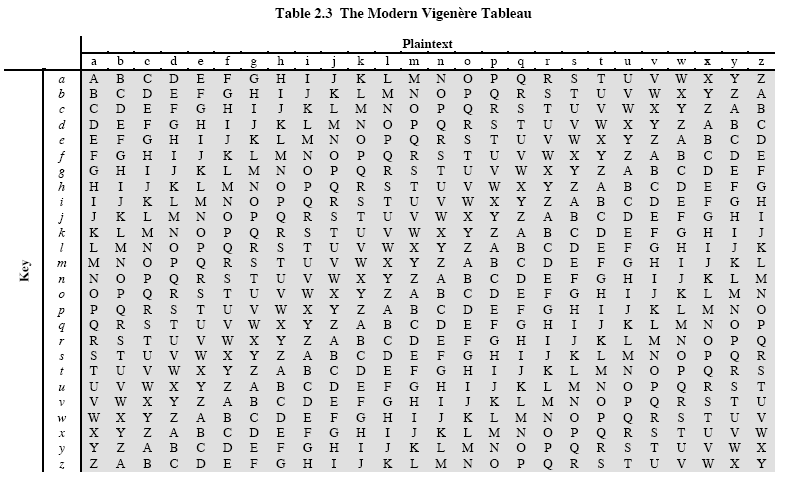 Table 2.3 The Modern Vigenère Tableau
Plaintext
a b c d e f g h i j k l m n o p q r s t u v w x y z
a A B C D E F G H I J K L M N O P Q R S T U V W X Y Z
b B C D E F G H I J K L M N O P Q R S T U V W X Y Z A
c C D E F G H I J K L M N O P Q R S T U V W X Y Z A B
d D E F G H I J K L M N O P Q R S T U V W X Y Z A B C
e E F G H I J K L M N O P Q R S T U V W X Y Z A B C D
f F G H I J K L M N O P Q R S T U V W X Y Z A B C D E
g G H I J K L M N O P Q R S T U V W X Y Z A B C D E F
h H I J K L M N O P Q R S T U V W X Y Z A B C D E F G
i I J K L M N O P Q R S T U V W X Y Z A B C D E F G H
j J K L M N O P Q R S T U V W X Y Z A B C D E F G H I
k K L M N O P Q R S T U V W X Y Z A B C D E F G H I J
l L M N O P Q R S T U V W X Y Z A B C D E F G H I J K
m M N O P Q R S T U V W X Y Z A B C D E F G H I J K L
Key
n N O P Q R S T U V W X Y Z A B C D E F G H I J K L M
o O P Q R S T U V W X Y Z A B C D E F G H I J K L M N
p P Q R S T U V W X Y Z A B C D E F G H I J K L M N O
q Q R S T U V W X Y Z A B C D E F G H I J K L M N O P
r R S T U V W X Y Z A B C D E F G H I J K L M N O P Q
s S T U V W X Y Z A B C D E F G H I J K L M N O P Q R
t T U V W X Y Z A B C D E F G H I J K L M N O P Q R S
u U V W X Y Z A B C D E F G H I J K L M N O P Q R S T
v V W X Y Z A B C D E F G H I J K L M N O P Q R S T U
w W X Y Z A B C D E F G H I J K L M N O P Q R S T U V
x X Y Z A B C D E F G H I J K L M N O P Q R S T U V W
y Y Z A B C D E F G H I J K L M N O P Q R S T U V W X
z Z A B C D E F G H I J K L M N O P Q R S T U V W X Y